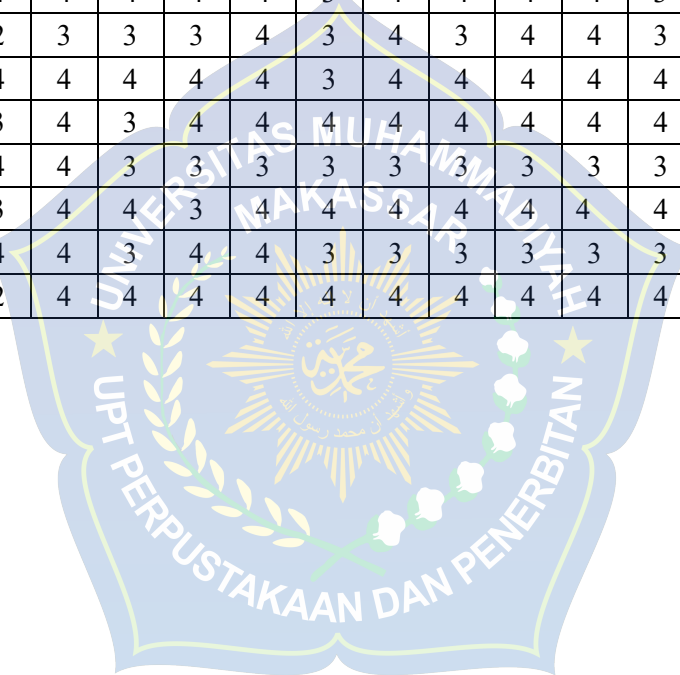 2 3 3 3 4 3 4 3 4 4 3
4 4 4 4 4 3 4 4 4 4 4
3 4 3 4 4 4 4 4 4 4 4
4 4 3 3 3 3 3 3 3 3 3
3 4 4 3 4 4 4 4 4 4 4
4 4 3 4 4 3 3 3 3 3 3
2 4 4 4 4 4 4 4 4 4 4
UNIVERSITAS MUHAMMADIYAH
MAKASSAR
UPT PERPUSTAKAAN DAN PENERBITAN